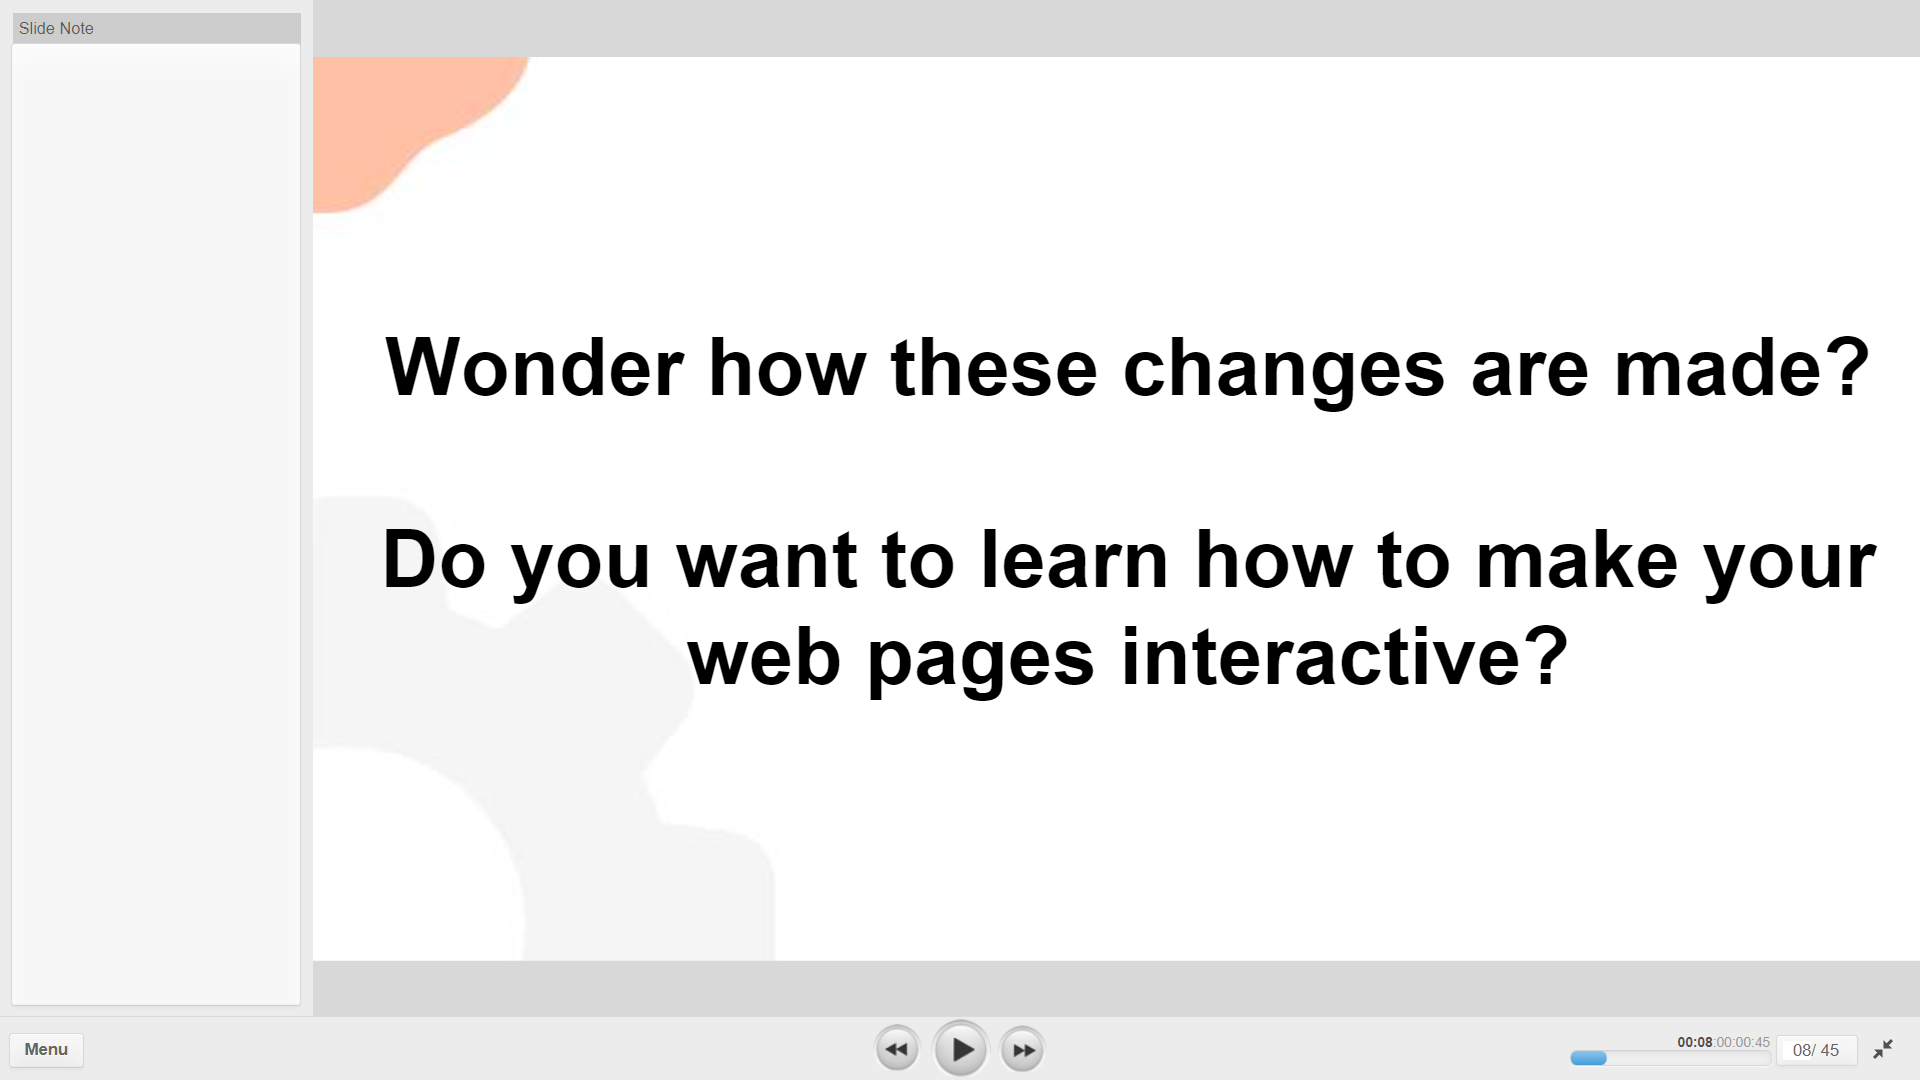 Slide Note
Wonder how these changes are made?
Do you want to learn how to make your
web pages interactive?
Menu
00:08:00:00:45
08/ 45